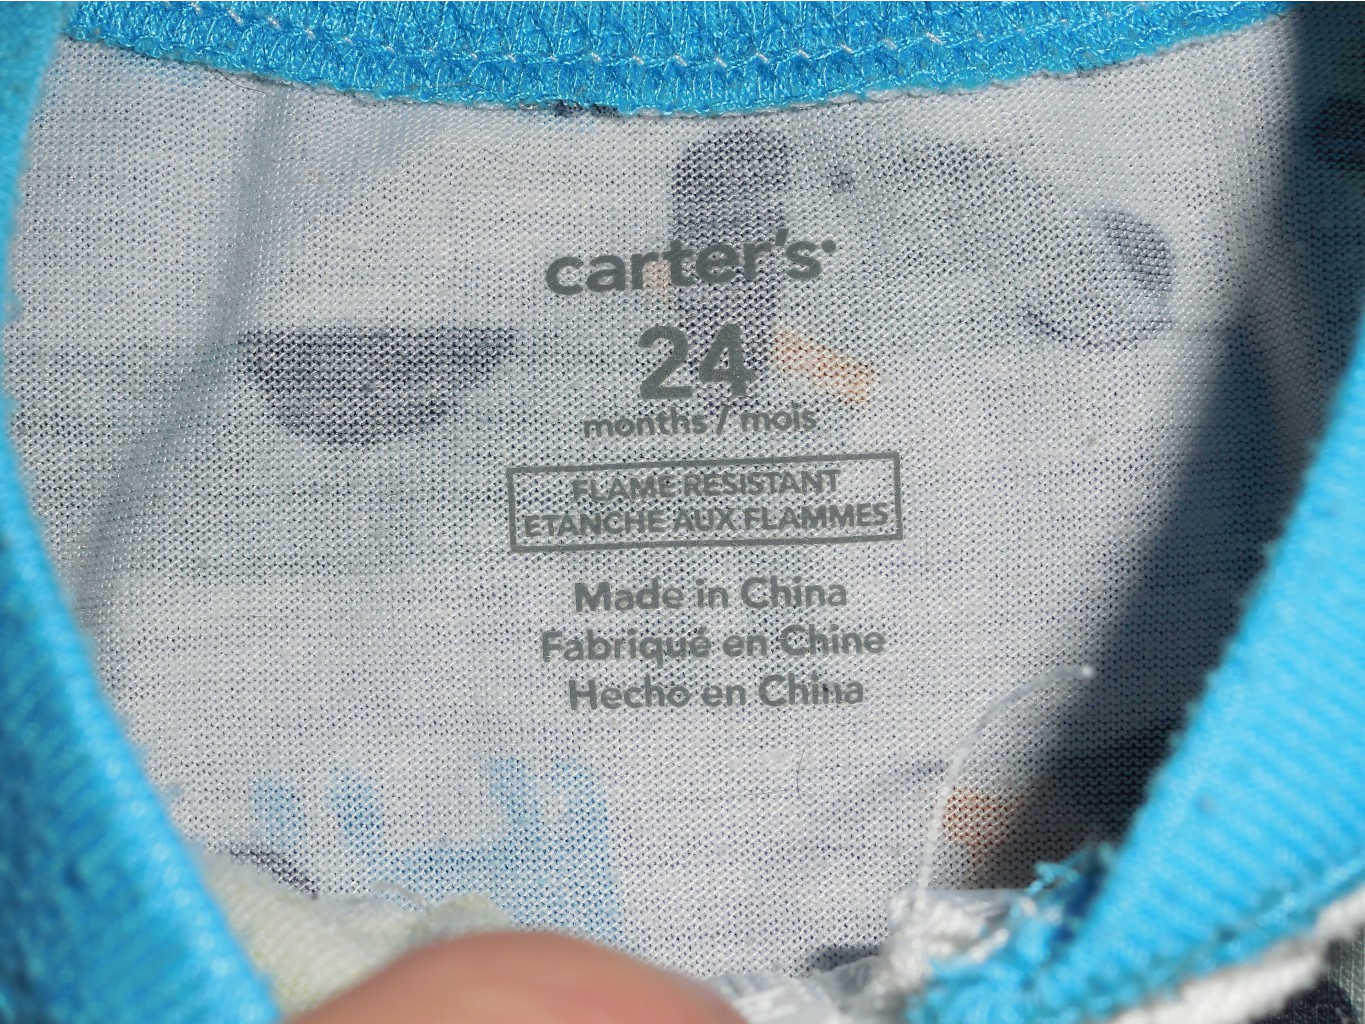 carter's
24
months / mois
FLAME RESISTANT
ETANCHE AUX FLAMMES
Made in China
Fabriqué en Chine
Hecho en China